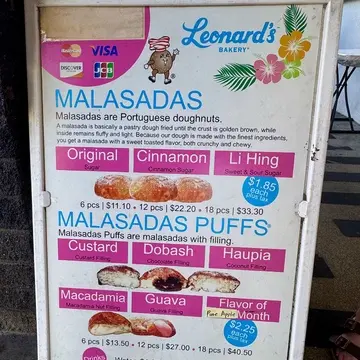 MasterCard VISA
DISCOVER JCB
Leonard's
BAKERY
MALASADAS
Malasadas are Portuguese doughnuts.
A malasada is basically a pastry dough fried until the crust is golden brown, while
inside remains fluffy and light. Because our dough is made with the finest ingredients,
you get a malasada with a sweet toasted flavor, both crunchy and chewy.
Original Cinnamon Li Hing
Sugar Cinnamon Sugar Sweet & Sour Sugar
$1.85
each
plus tax
6 pcs | $11.10 • 12 pcs | $22.20 • 18 pcs | $33.30
MALASADAS PUFFS®
Malasadas Puffs are malasadas with filling.
Custard Dobash Haupia
Custard Filling Chocolate Filling Coconut Filling
Macadamia Guava Flavor of
Macadamia Nut Filling Guava Filling Pine Apple Month
$2.25
each
plus tax
6 pcs | $13.50 • 12 pcs | $27.00 • 18 pcs | $40.50
Drinks